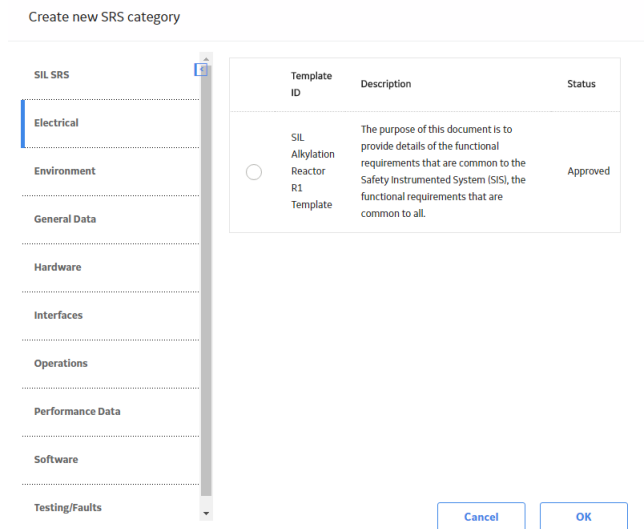 Create new SRS category
SIL SRS
Electrical
Environment
General Data
Hardware
Interfaces
Operations
Performance Data
Software
Testing/Faults
Template
ID
Description
Status
SIL
Alkylation
Reactor
R1
Template
The purpose of this document is to
provide details of the functional
requirements that are common to the
Safety Instrumented System (SIS), the
functional requirements that are
common to all.
Approved
Cancel
OK